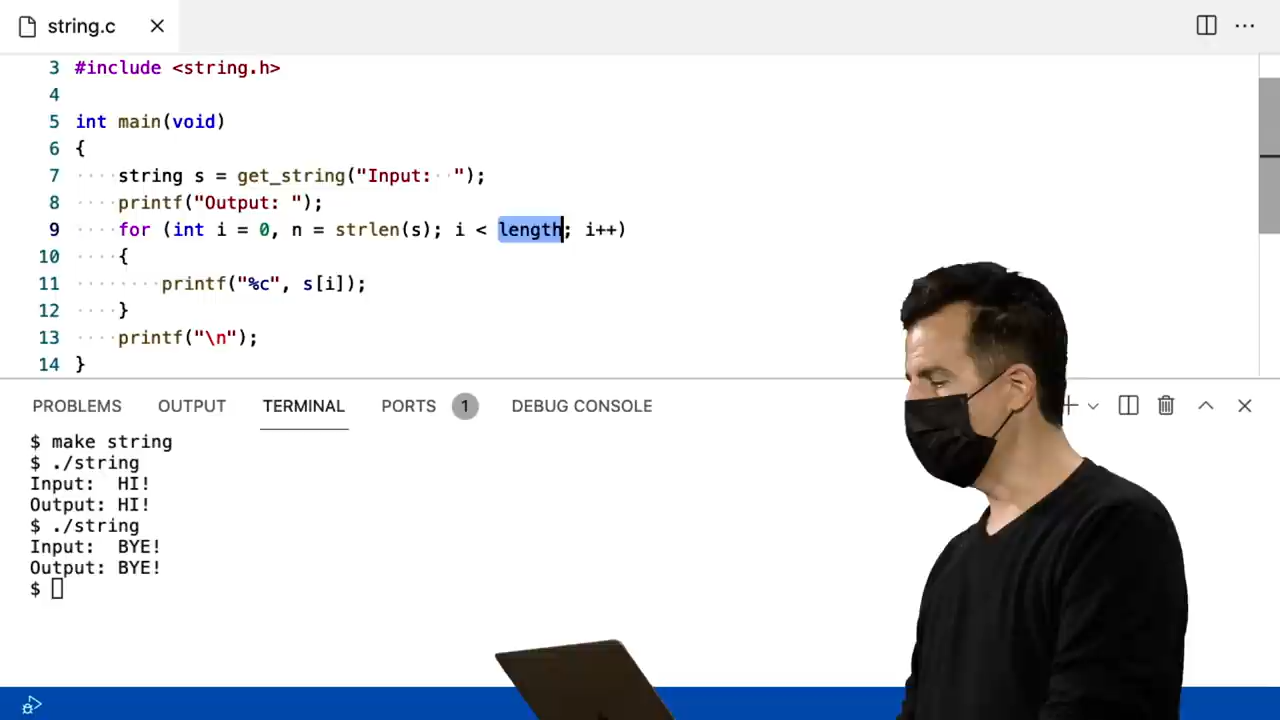 string.c
3 #include <string.h>
4
5 int main(void)
6 {
7 ····string s = get_string("Input:··");
8 ····printf("Output: ");
9 ····for (int i = 0, n = strlen(s); i < length; i++)
10 ····{
11 ········printf("%c", s[i]);
12 ····}
13 ····printf("\n");
14 }
PROBLEMS OUTPUT TERMINAL PORTS 1 DEBUG CONSOLE
$ make string
$ ./string
Input:  HI!
Output: HI!
$ ./string
Input:  BYE!
Output: BYE!
$